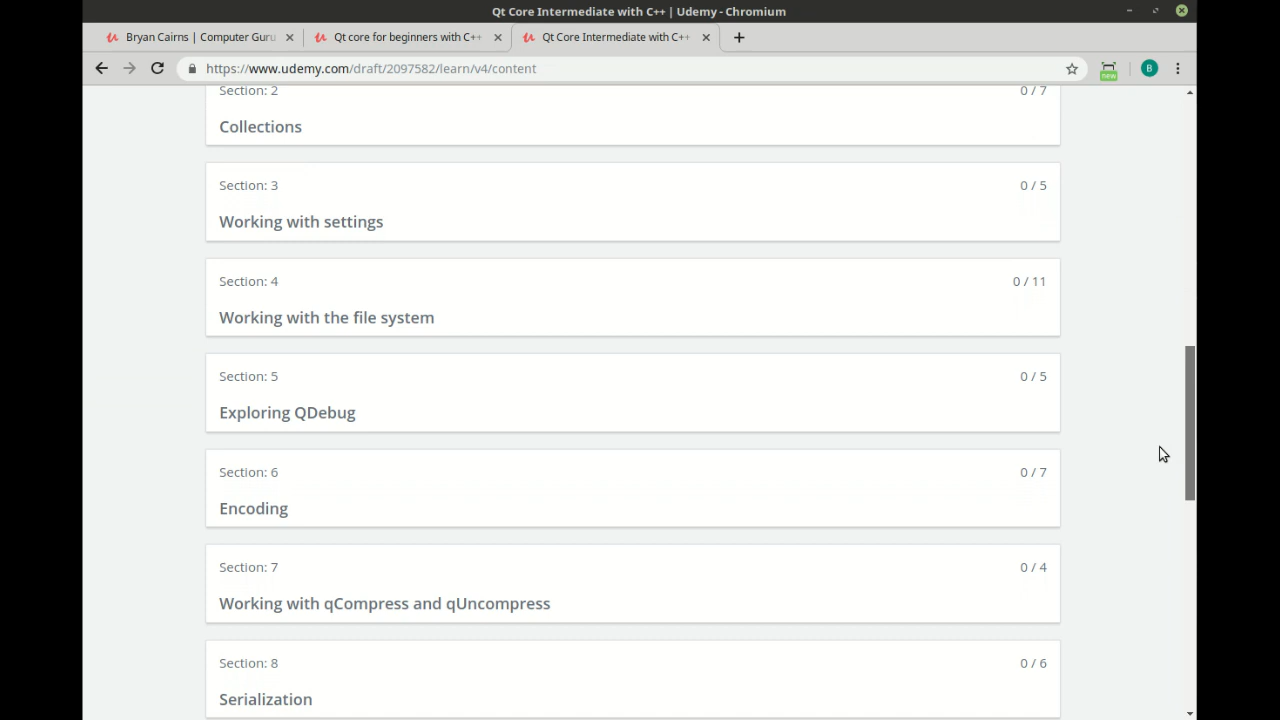 Qt Core Intermediate with C++ | Udemy - Chromium
Bryan Cairns | Computer Guru
Qt core for beginners with C++
Qt Core Intermediate with C++
https://www.udemy.com/draft/2097582/learn/v4/content
new
B
Section: 2 0 / 7
Collections
Section: 3 0 / 5
Working with settings
Section: 4 0 / 11
Working with the file system
Section: 5 0 / 5
Exploring QDebug
Section: 6 0 / 7
Encoding
Section: 7 0 / 4
Working with qCompress and qUncompress
Section: 8 0 / 6
Serialization